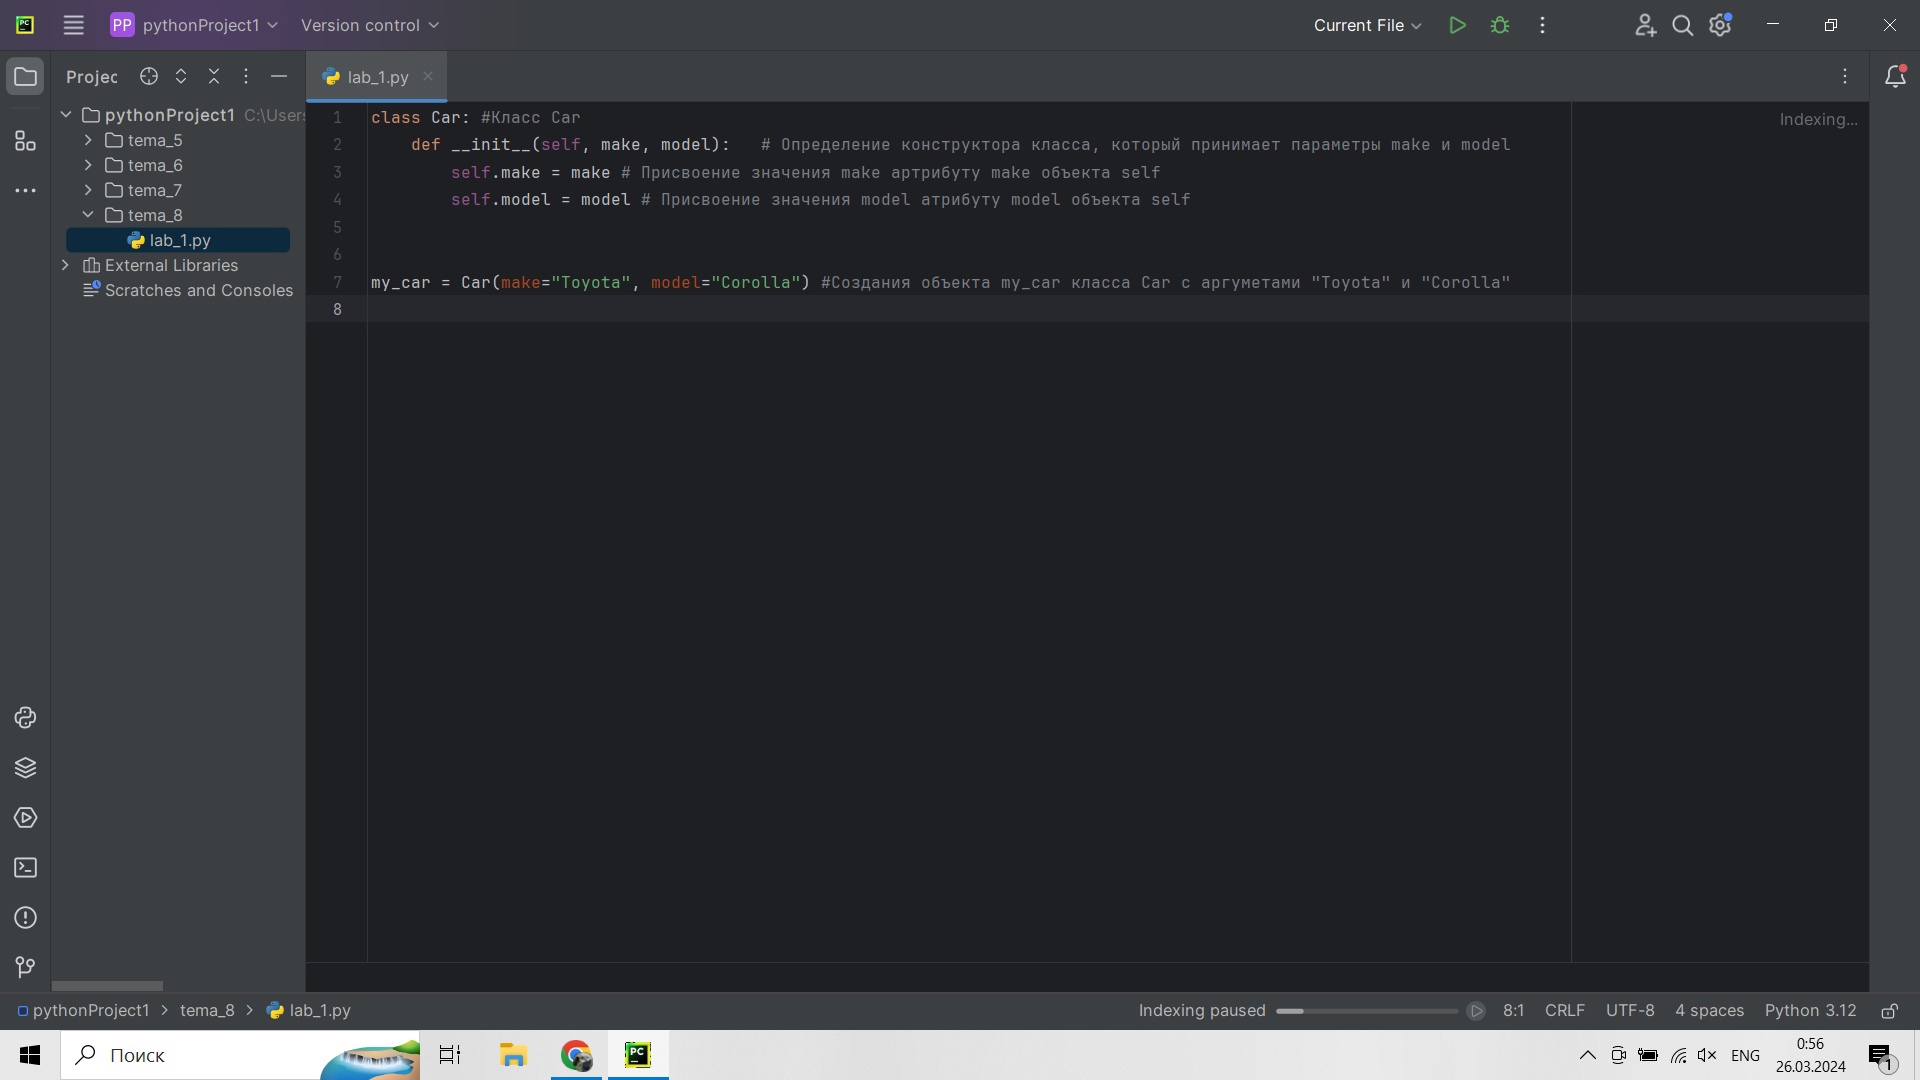 PC
PP pythonProject1 Version control Current File
Projec
lab_1.py
pythonProject1 C:\Users
tema_5
tema_6
tema_7
tema_8
lab_1.py
External Libraries
Scratches and Consoles
Indexing...
1 class Car: #Класс Car
2 def __init__(self, make, model): # Определение конструктора класса, который принимает параметры make и model
3 self.make = make # Присвоение значения make артрибуту make объекта self
4 self.model = model # Присвоение значения model атрибуту model объекта self
5
6
7 my_car = Car(make="Toyota", model="Corolla") #Создания объекта my_car класса Car с аргуметами "Toyota" и "Corolla"
8
pythonProject1 > tema_8 > lab_1.py Indexing paused 8:1 CRLF UTF-8 4 spaces Python 3.12
Поиск PC ENG 0:56
26.03.2024 1